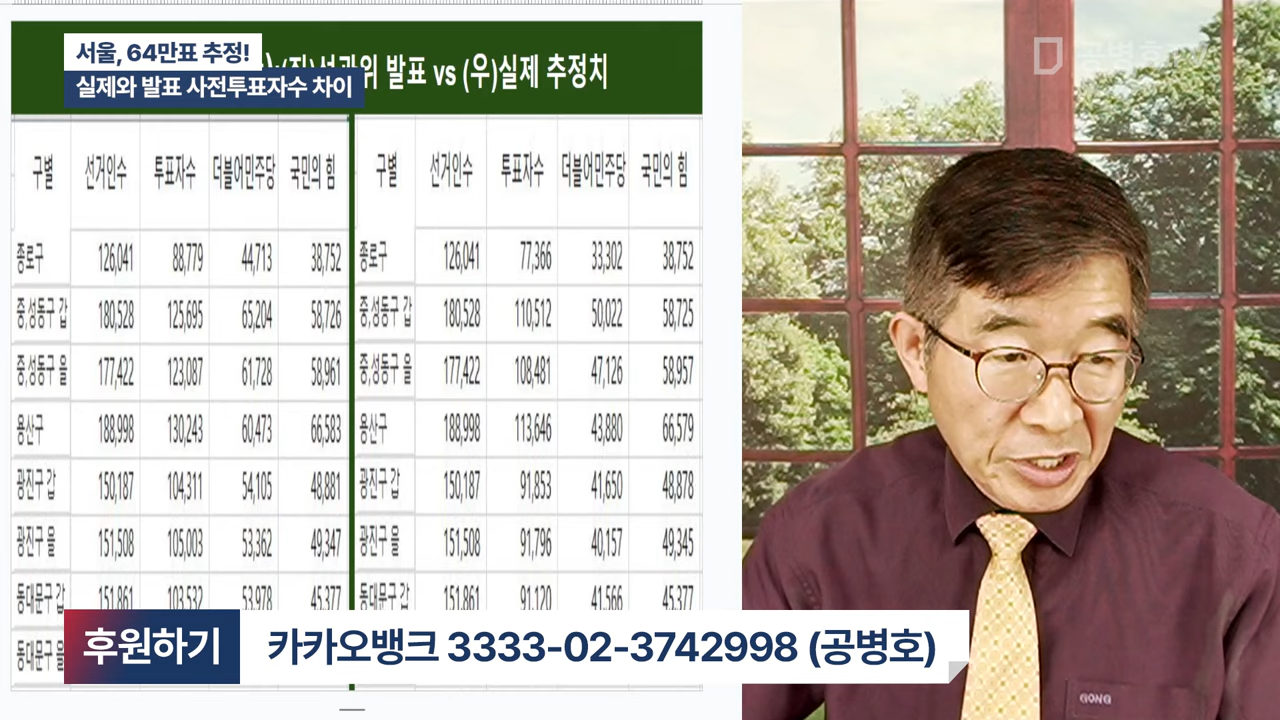 서울, 64만표 추정!
실제와 발표 사전투표자수 차이
위 발표 vs (우)실제 추정치
구별 선거인수 투표자수 더불어민주당 국민의 힘 구별 선거인수 투표자수 더불어민주당 국민의 힘
종로구 126,041 88,779 44,713 38,752 종로구 126,041 77,366 33,302 38,752
중,성동구 갑 180,528 125,695 65,204 58,726 중,성동구 갑 180,528 110,512 50,022 58,725
중,성동구 을 177,422 123,087 61,728 58,961 중,성동구 을 177,422 108,481 47,126 58,957
용산구 188,998 130,243 60,473 66,583 용산구 188,998 113,646 43,880 66,579
광진구 갑 150,187 104,311 54,105 48,881 광진구 갑 150,187 91,853 41,650 48,878
광진구 을 151,508 105,003 53,362 49,347 광진구 을 151,508 91,796 40,157 49,345
동대문구 갑 151,861 103,532 53,978 45,377 동대문구 갑 151,861 91,120 41,566 45,377
동대문구 을
후원하기 카카오뱅크 3333-02-3742998 (공병호)
공병호
GONG